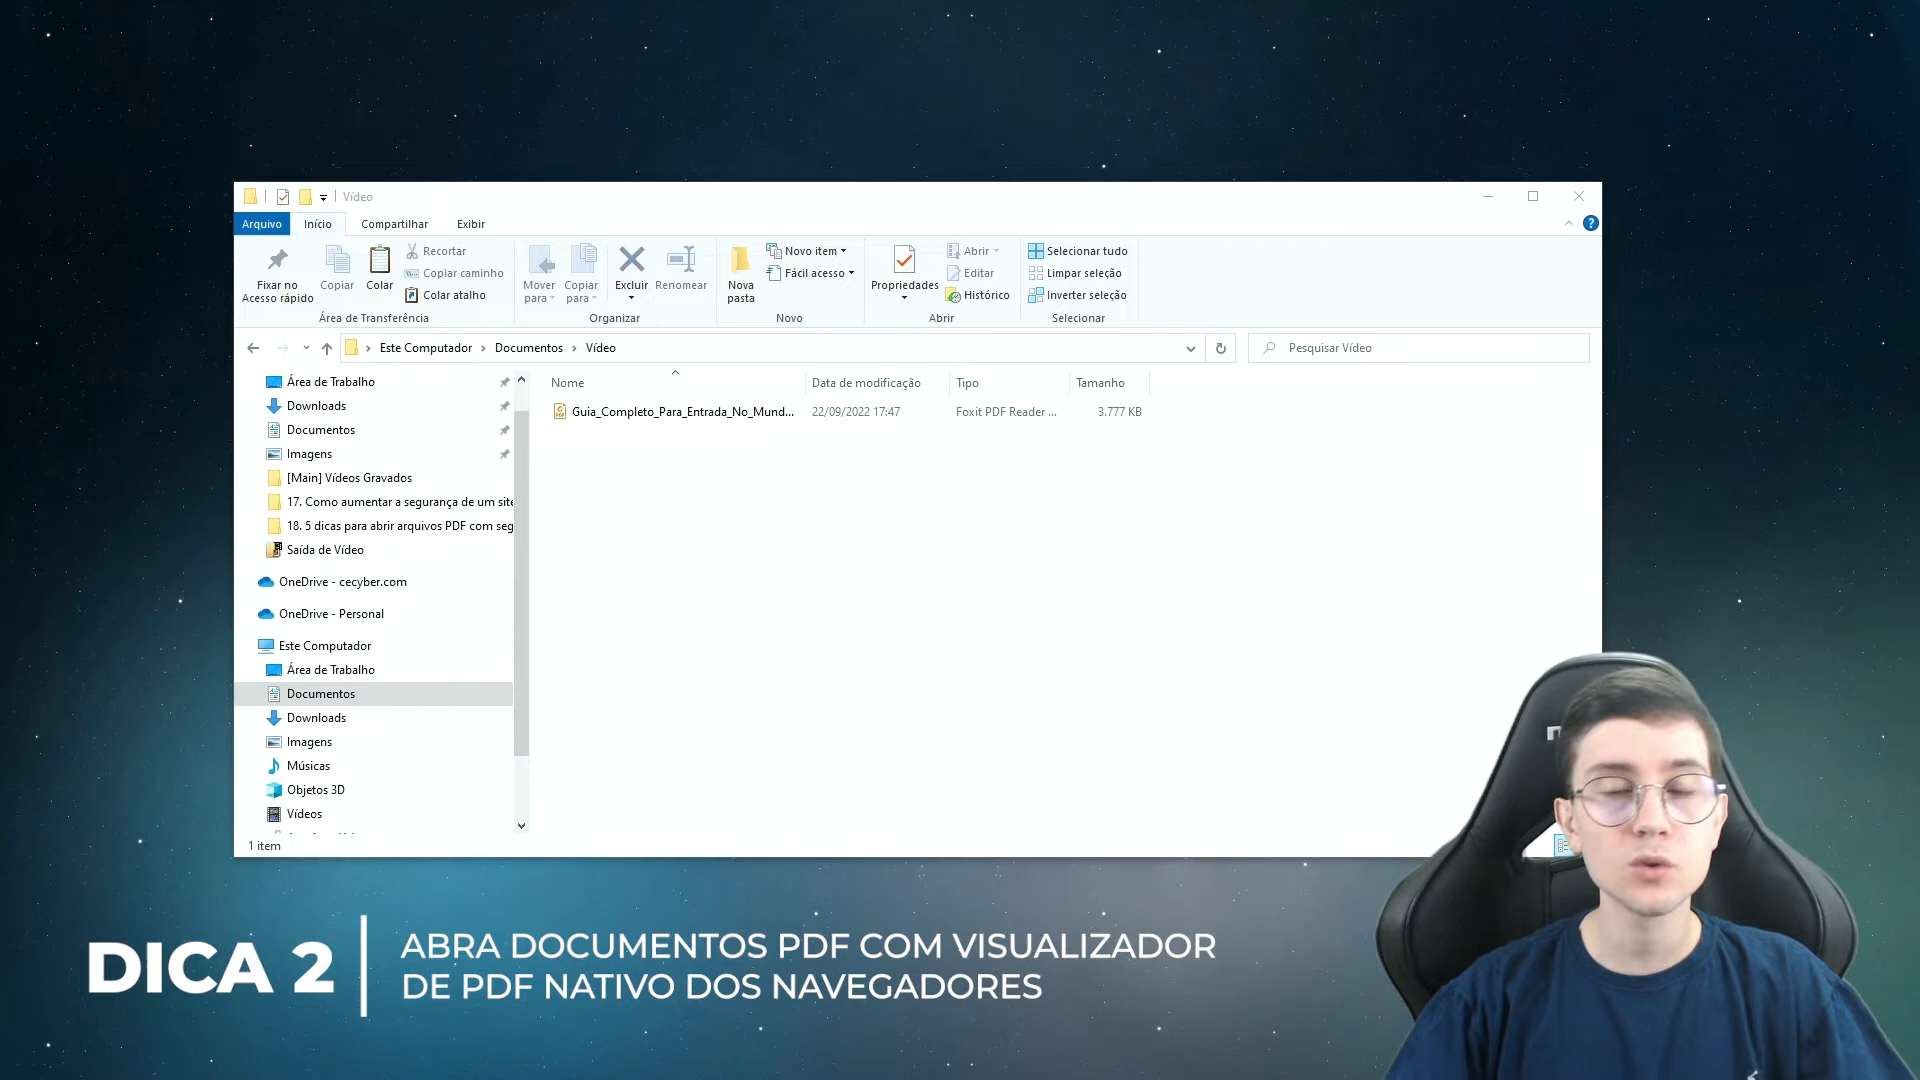 Vídeo
Arquivo Início Compartilhar Exibir
Fixar no
Acesso rápido
Copiar
Colar
Recortar
Copiar caminho
Colar atalho
Área de Transferência
Mover
para
Copiar
para
Excluir
Renomear
Organizar
Nova
pasta
Novo item
Fácil acesso
Novo
Propriedades
Abrir
Editar
Histórico
Abrir
Selecionar tudo
Limpar seleção
Inverter seleção
Selecionar
Este Computador › Documentos › Vídeo
Pesquisar Vídeo
Área de Trabalho
Downloads
Documentos
Imagens
[Main] Vídeos Gravados
17. Como aumentar a segurança de um site
18. 5 dicas para abrir arquivos PDF com seg
Saída de Vídeo
OneDrive - cecyber.com
OneDrive - Personal
Este Computador
Área de Trabalho
Documentos
Downloads
Imagens
Músicas
Objetos 3D
Vídeos
Nome Data de modificação Tipo Tamanho
Guia_Completo_Para_Entrada_No_Mund... 22/09/2022 17:47 Foxit PDF Reader ... 3.777 KB
1 item
DICA 2
ABRA DOCUMENTOS PDF COM VISUALIZADOR
DE PDF NATIVO DOS NAVEGADORES